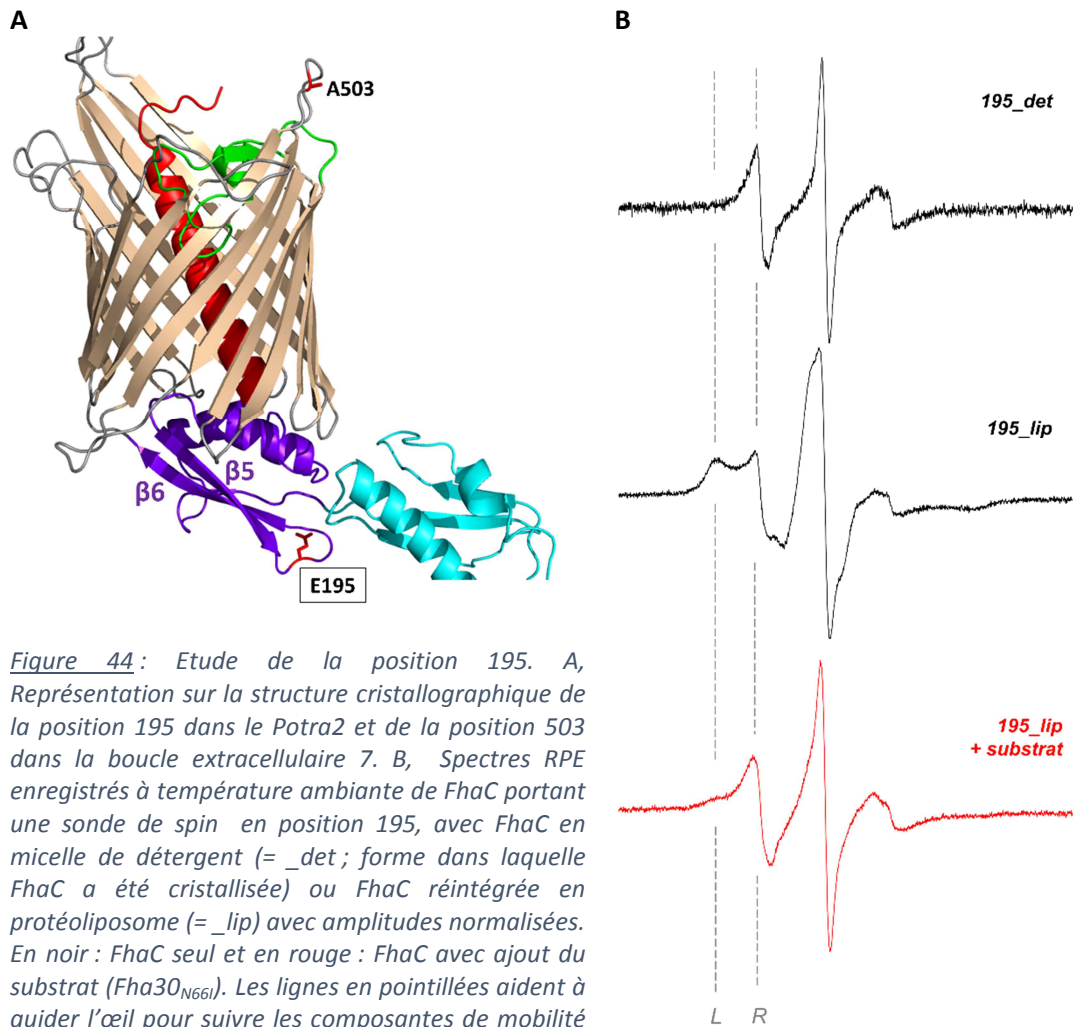 A
B
A503
195_det
195_lip
β5
β6
E195
195_lip
+ substrat
Figure 44 : Etude de la position 195. A,
Représentation sur la structure cristallographique de
la position 195 dans le Potra2 et de la position 503
dans la boucle extracellulaire 7. B, Spectres RPE
enregistrés à température ambiante de FhaC portant
une sonde de spin en position 195, avec FhaC en
micelle de détergent (= _det ; forme dans laquelle
FhaC a été cristallisée) ou FhaC réintégrée en
protéoliposome (= _lip) avec amplitudes normalisées.
En noir : FhaC seul et en rouge : FhaC avec ajout du
substrat (Fha30N66I). Les lignes en pointillées aident à
guider l'œil pour suivre les composantes de mobilité
L R